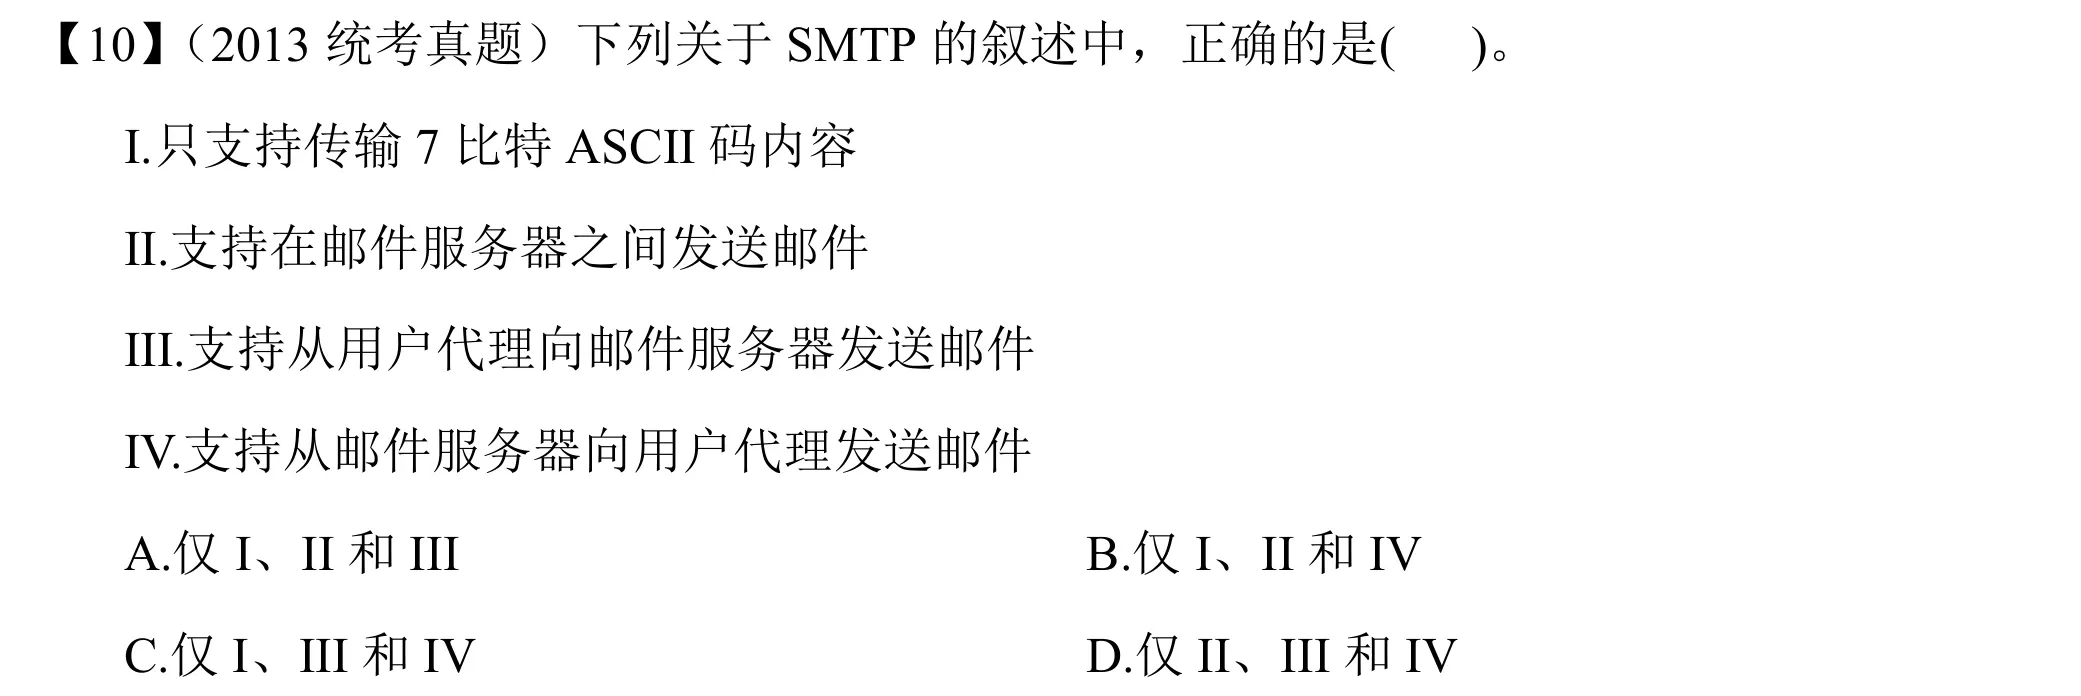 【10】（2013 统考真题）下列关于 SMTP 的叙述中，正确的是(    )。
I.只支持传输 7 比特 ASCII 码内容
II.支持在邮件服务器之间发送邮件
III.支持从用户代理向邮件服务器发送邮件
IV.支持从邮件服务器向用户代理发送邮件
A.仅 I、II 和 III    B.仅 I、II 和 IV
C.仅 I、III 和 IV    D.仅 II、III 和 IV